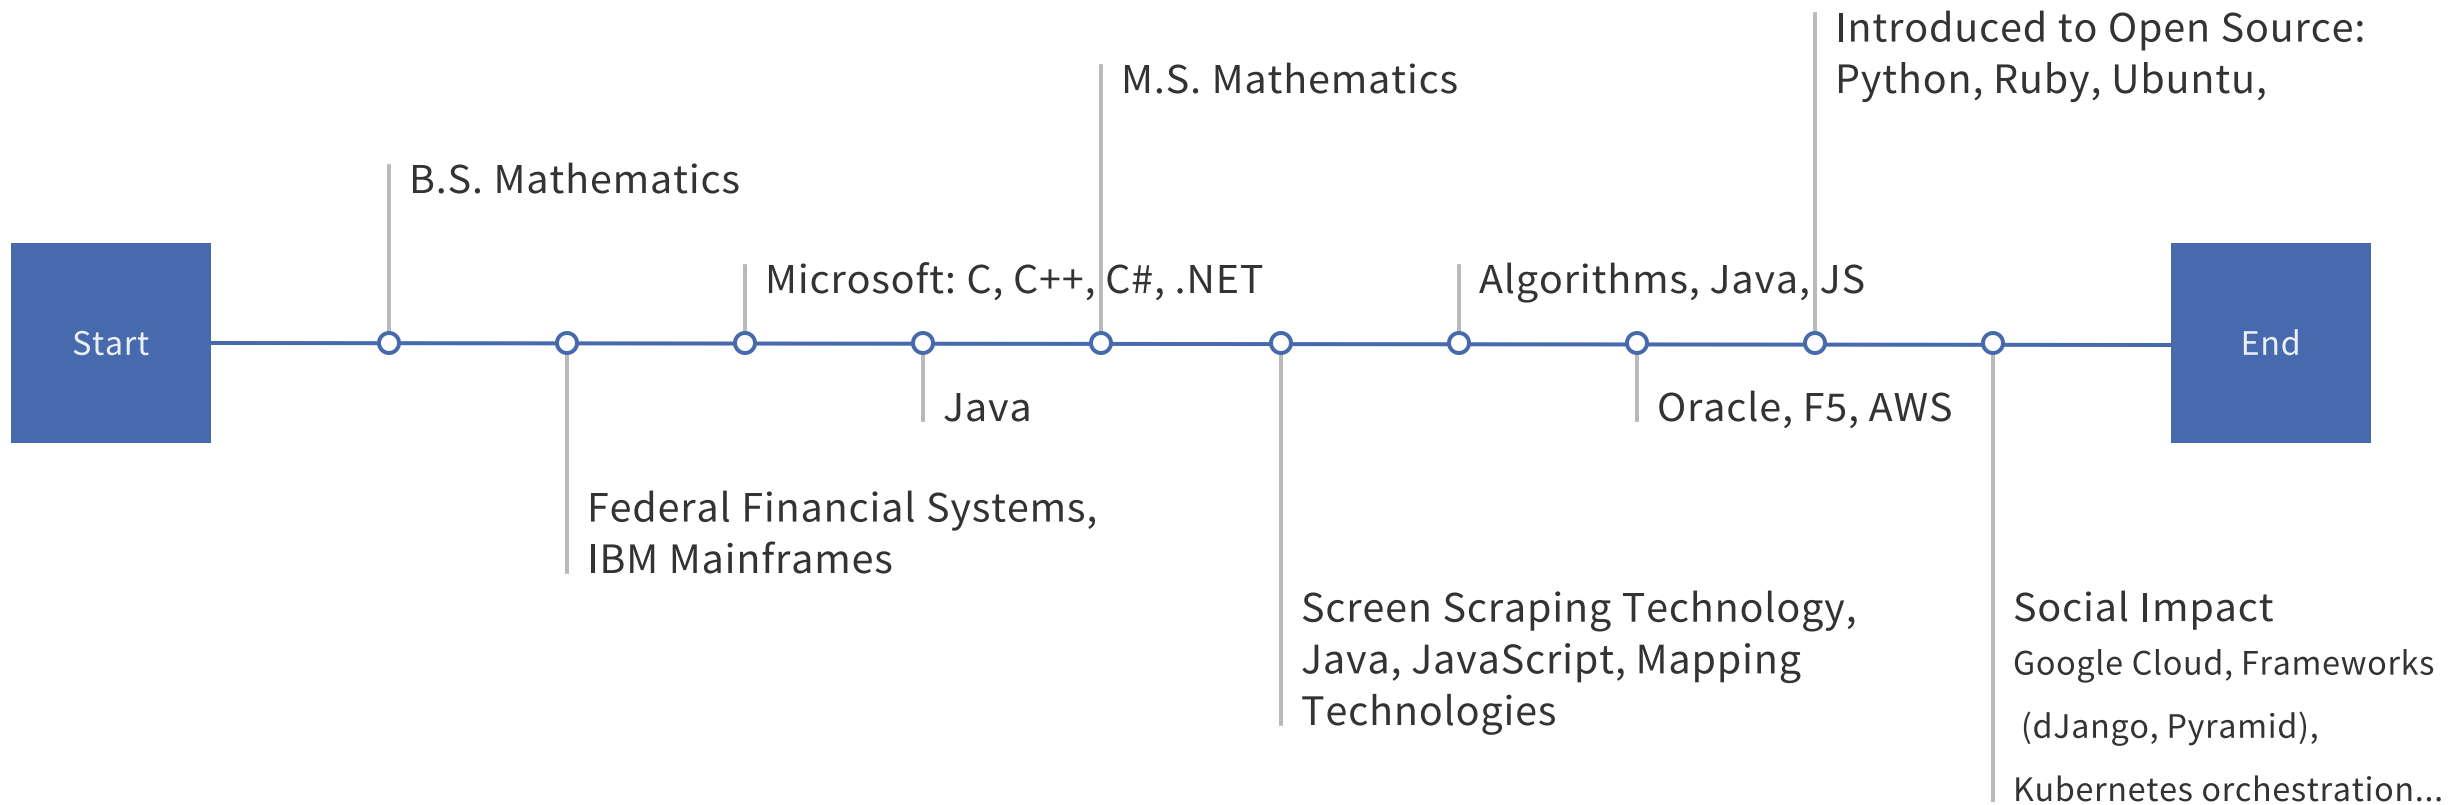 Start
B.S. Mathematics
Federal Financial Systems,
IBM Mainframes
Microsoft: C, C++, C#, .NET
Java
M.S. Mathematics
Screen Scraping Technology,
Java, JavaScript, Mapping
Technologies
Algorithms, Java, JS
Oracle, F5, AWS
Introduced to Open Source:
Python, Ruby, Ubuntu,
Social Impact
Google Cloud, Frameworks
(dJango, Pyramid),
Kubernetes orchestration...
End